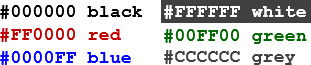 #000000 black #FFFFFF white
#FF0000 red #00FF00 green
#0000FF blue #CCCCCC grey